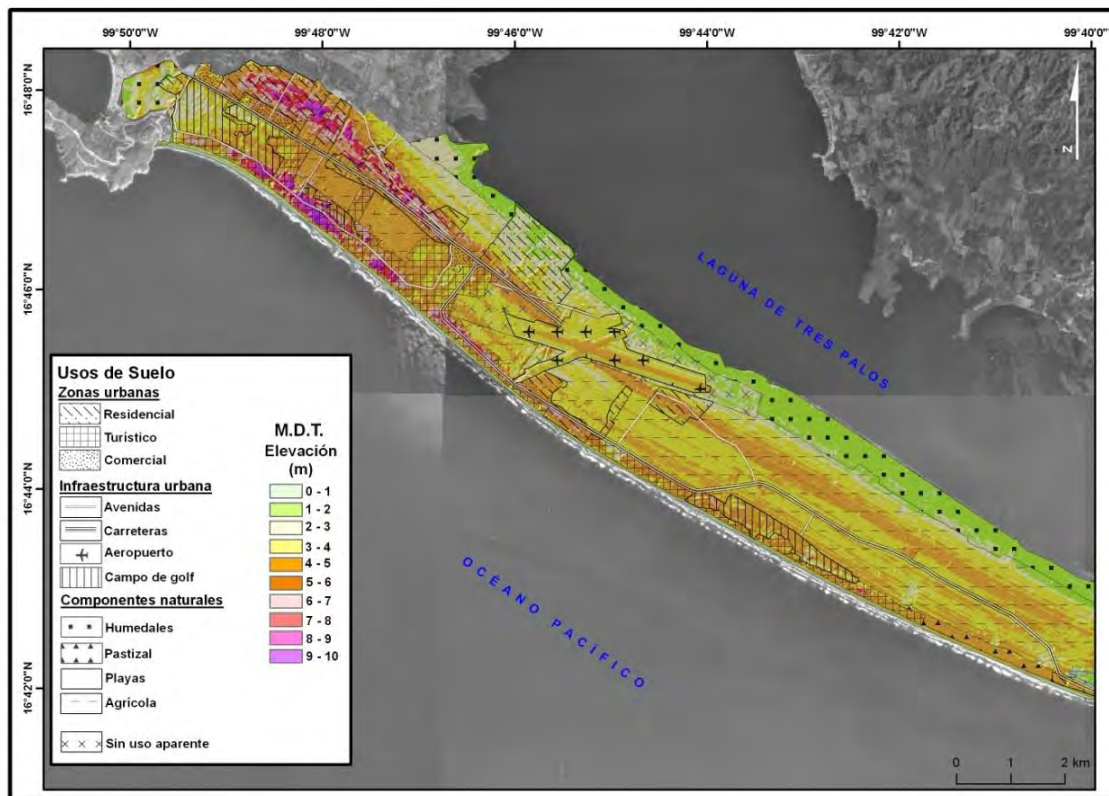 99°50'0"W 99°48'0"W 99°46'0"W 99°44'0"W 99°42'0"W 99°40'0"W
16°48'0"N
16°46'0"N
16°44'0"N
16°42'0"N
N
LAGUNA DE TRES PALOS
OCÉANO PACÍFICO
Usos de Suelo
Zonas urbanas
Residencial
Turístico
Comercial
Infraestructura urbana
Avenidas
Carreteras
Aeropuerto
Campo de golf
Componentes naturales
Humedales
Pastizal
Playas
Agrícola
Sin uso aparente
M.D.T.
Elevación
(m)
0 - 1
1 - 2
2 - 3
3 - 4
4 - 5
5 - 6
6 - 7
7 - 8
8 - 9
9 - 10
0 1 2 km